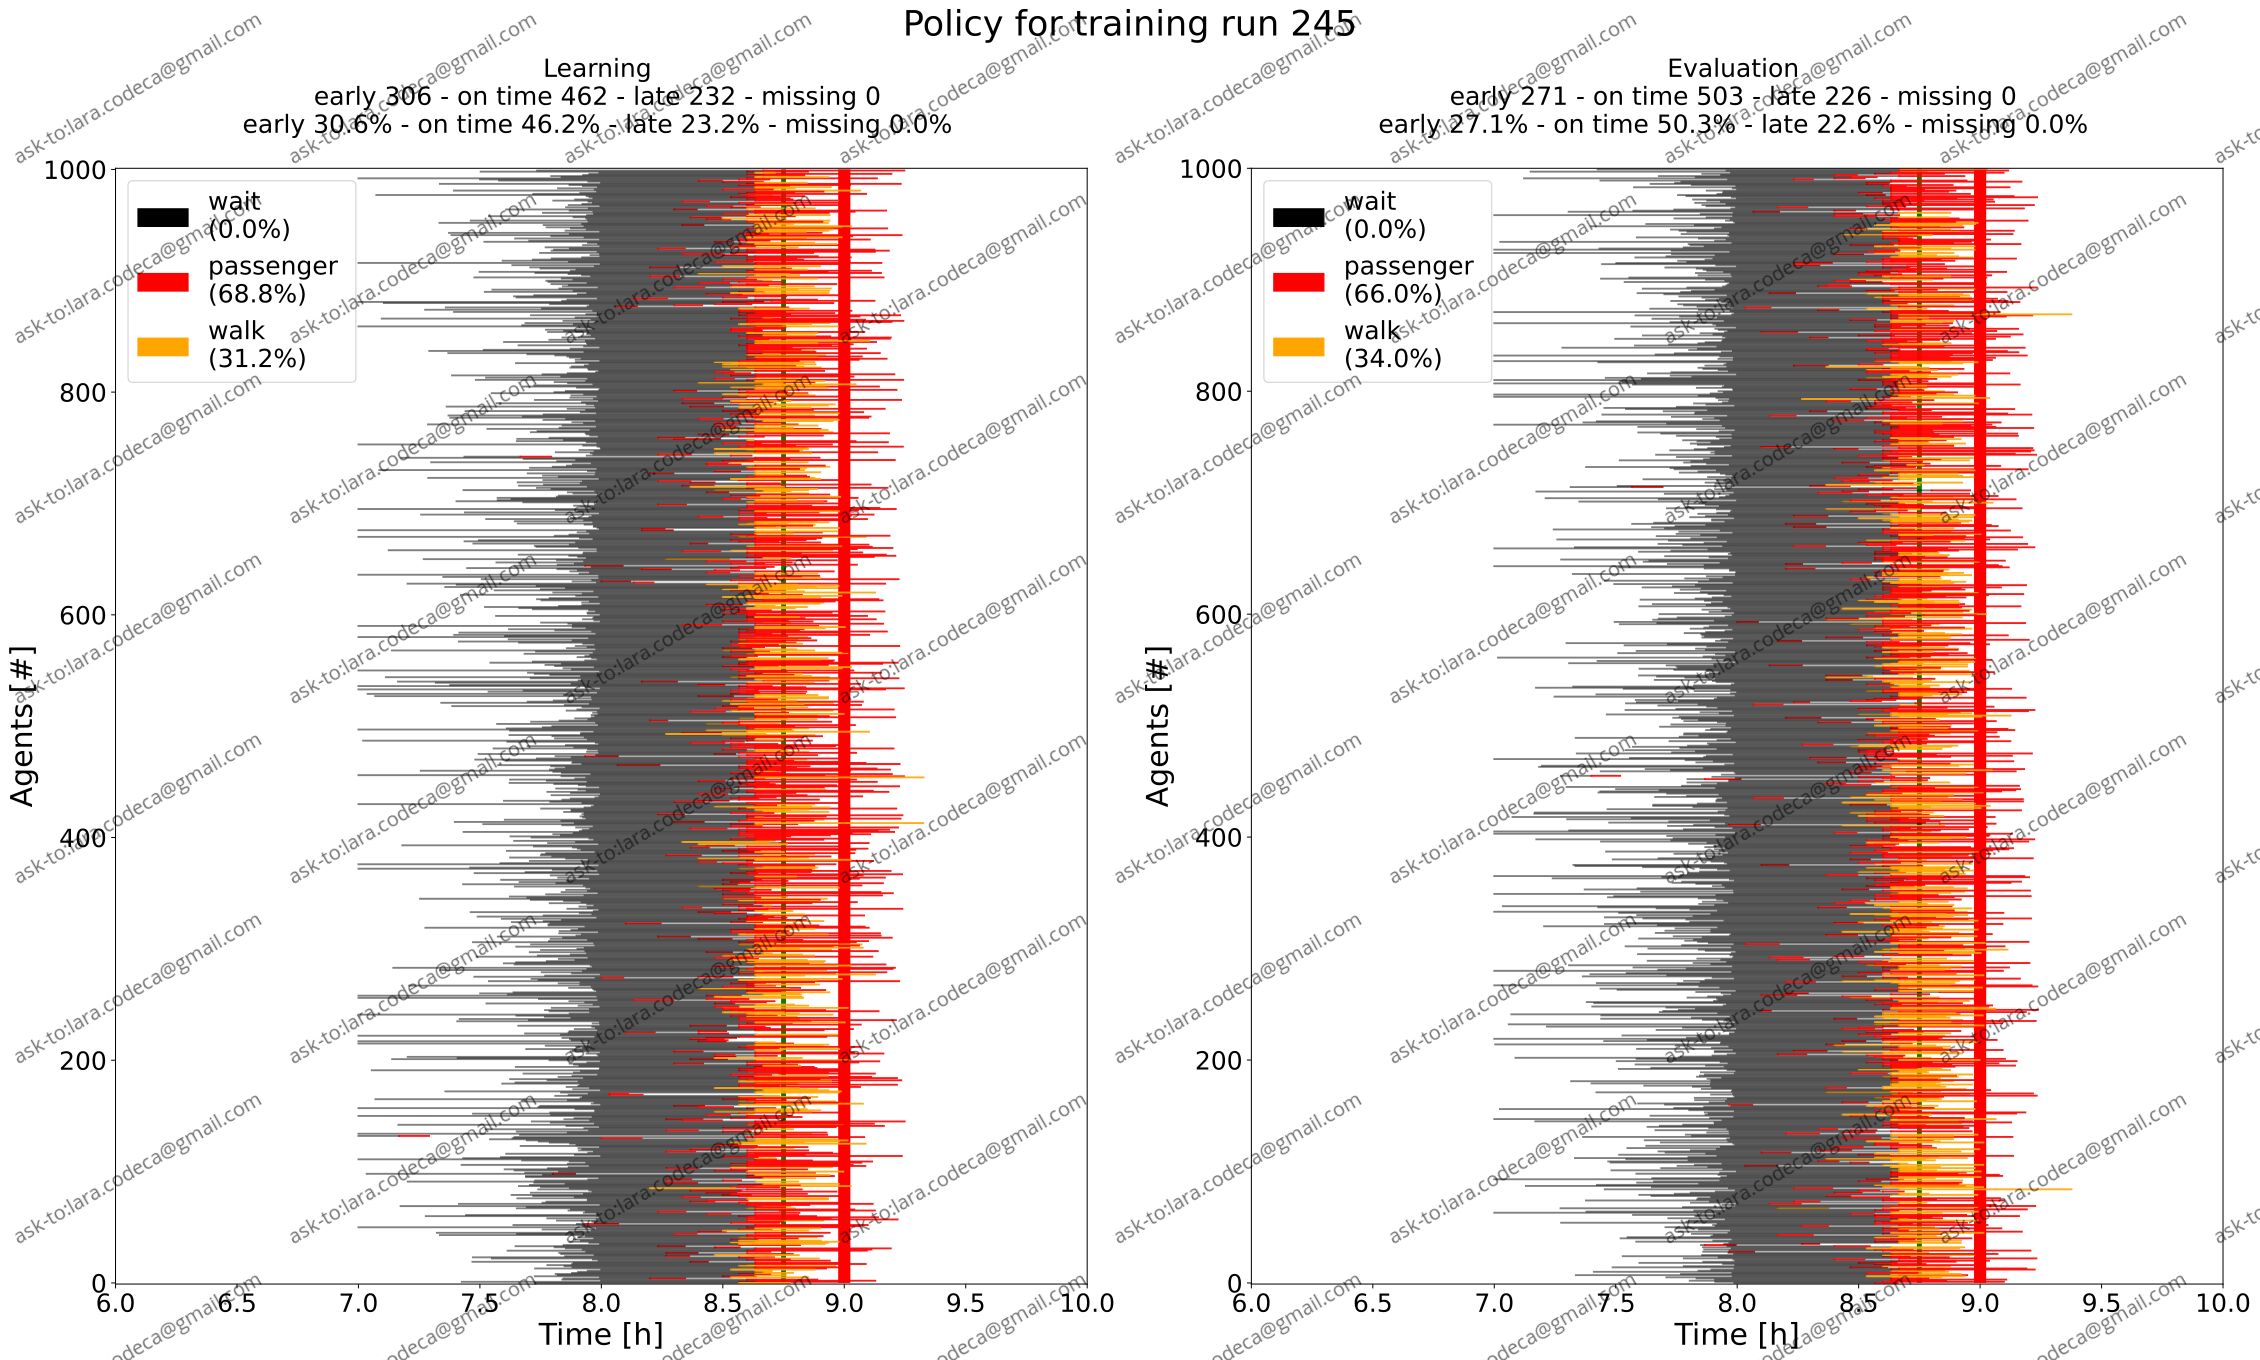 Policy for training run 245
Learning
early 306 - on time 462 - late 232 - missing 0
early 30.6% - on time 46.2% - late 23.2% - missing 0.0%
Agents [#]
1000
800
600
400
200
0
wait
(0.0%)
passenger
(68.8%)
walk
(31.2%)
6.0 6.5 7.0 7.5 8.0 8.5 9.0 9.5 10.0
Time [h]
Evaluation
early 271 - on time 503 - late 226 - missing 0
early 27.1% - on time 50.3% - late 22.6% - missing 0.0%
Agents [#]
1000
800
600
400
200
0
wait
(0.0%)
passenger
(66.0%)
walk
(34.0%)
6.0 6.5 7.0 7.5 8.0 8.5 9.0 9.5 10.0
Time [h]
ask-to:lara.codeca@gmail.com